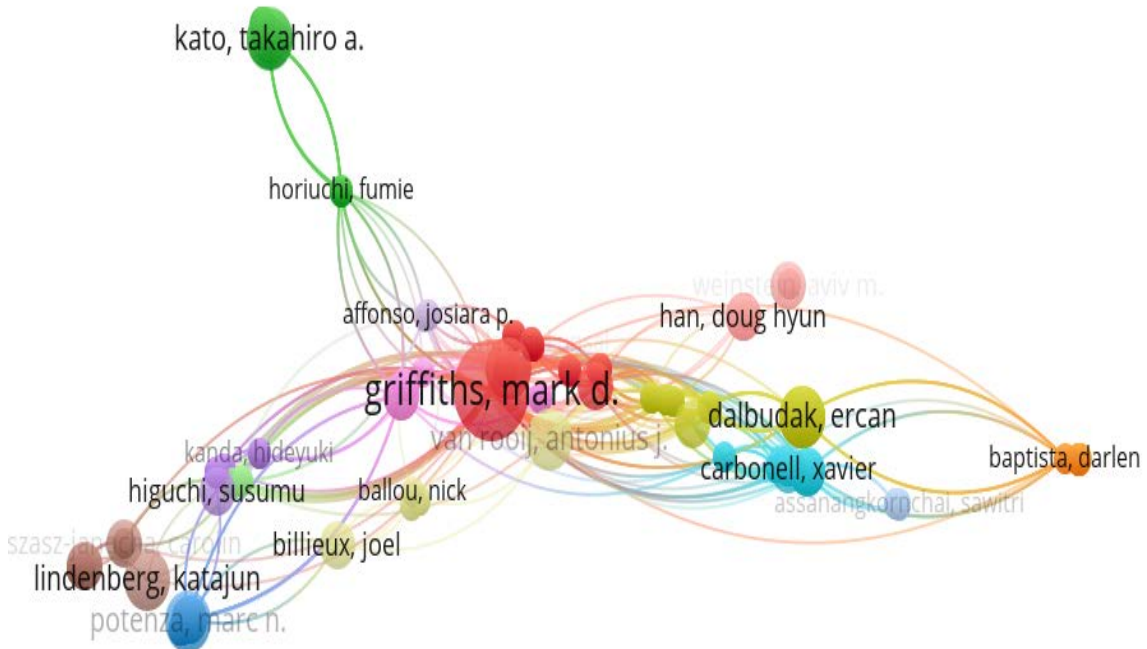 kato, takahiro a.
horiuchi, fumie
weinstein, aviv m.
affonso, josiara p.
han, doug hyun
griffiths, mark d.
dalbudak, ercan
van rooij, antonius j.
kanda, hideyuki
carbonell, xavier
baptista, darlen
higuchi, susumu
ballou, nick
assanangkornchai, sawitri
billieux, joel
lindenberg, katajun
potenza, marc n.